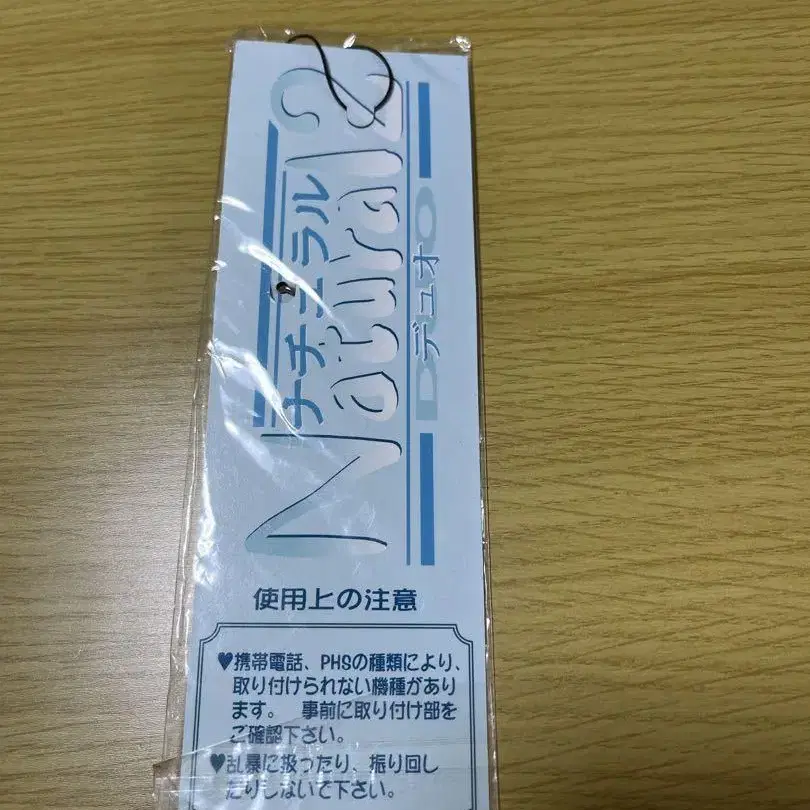 ナチュラル
Natural2
DUO
デュオ
使用上の注意
♥携帯電話、PHSの種類により、
取り付けられない機種があり
ます。 事前に取り付け部を
ご確認下さい。
♥乱暴に扱ったり、振り回し
たりしないで下さい。